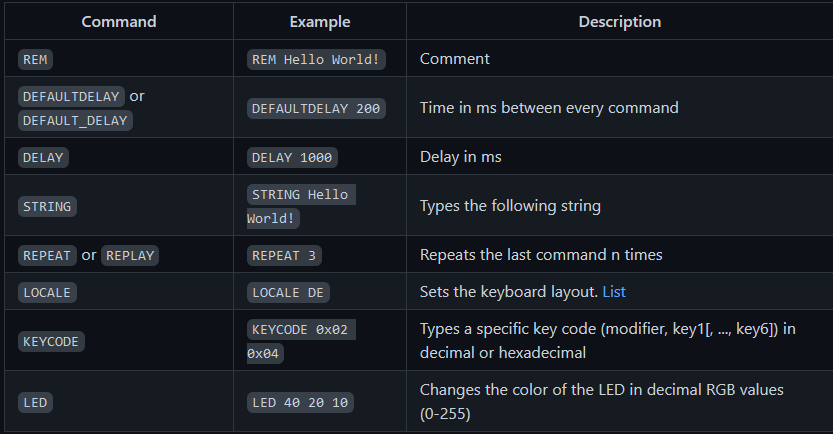 Command Example Description
REM REM Hello World! Comment
DEFAULTDELAY or
DEFAULT_DELAY
DEFAULTDELAY 200 Time in ms between every command
DELAY DELAY 1000 Delay in ms
STRING
STRING Hello
World!
Types the following string
REPEAT or REPLAY REPEAT 3 Repeats the last command n times
LOCALE LOCALE DE Sets the keyboard layout. List
KEYCODE
KEYCODE 0x02
0x04
Types a specific key code (modifier, key1[, ..., key6]) in
decimal or hexadecimal
LED LED 40 20 10
Changes the color of the LED in decimal RGB values
(0-255)